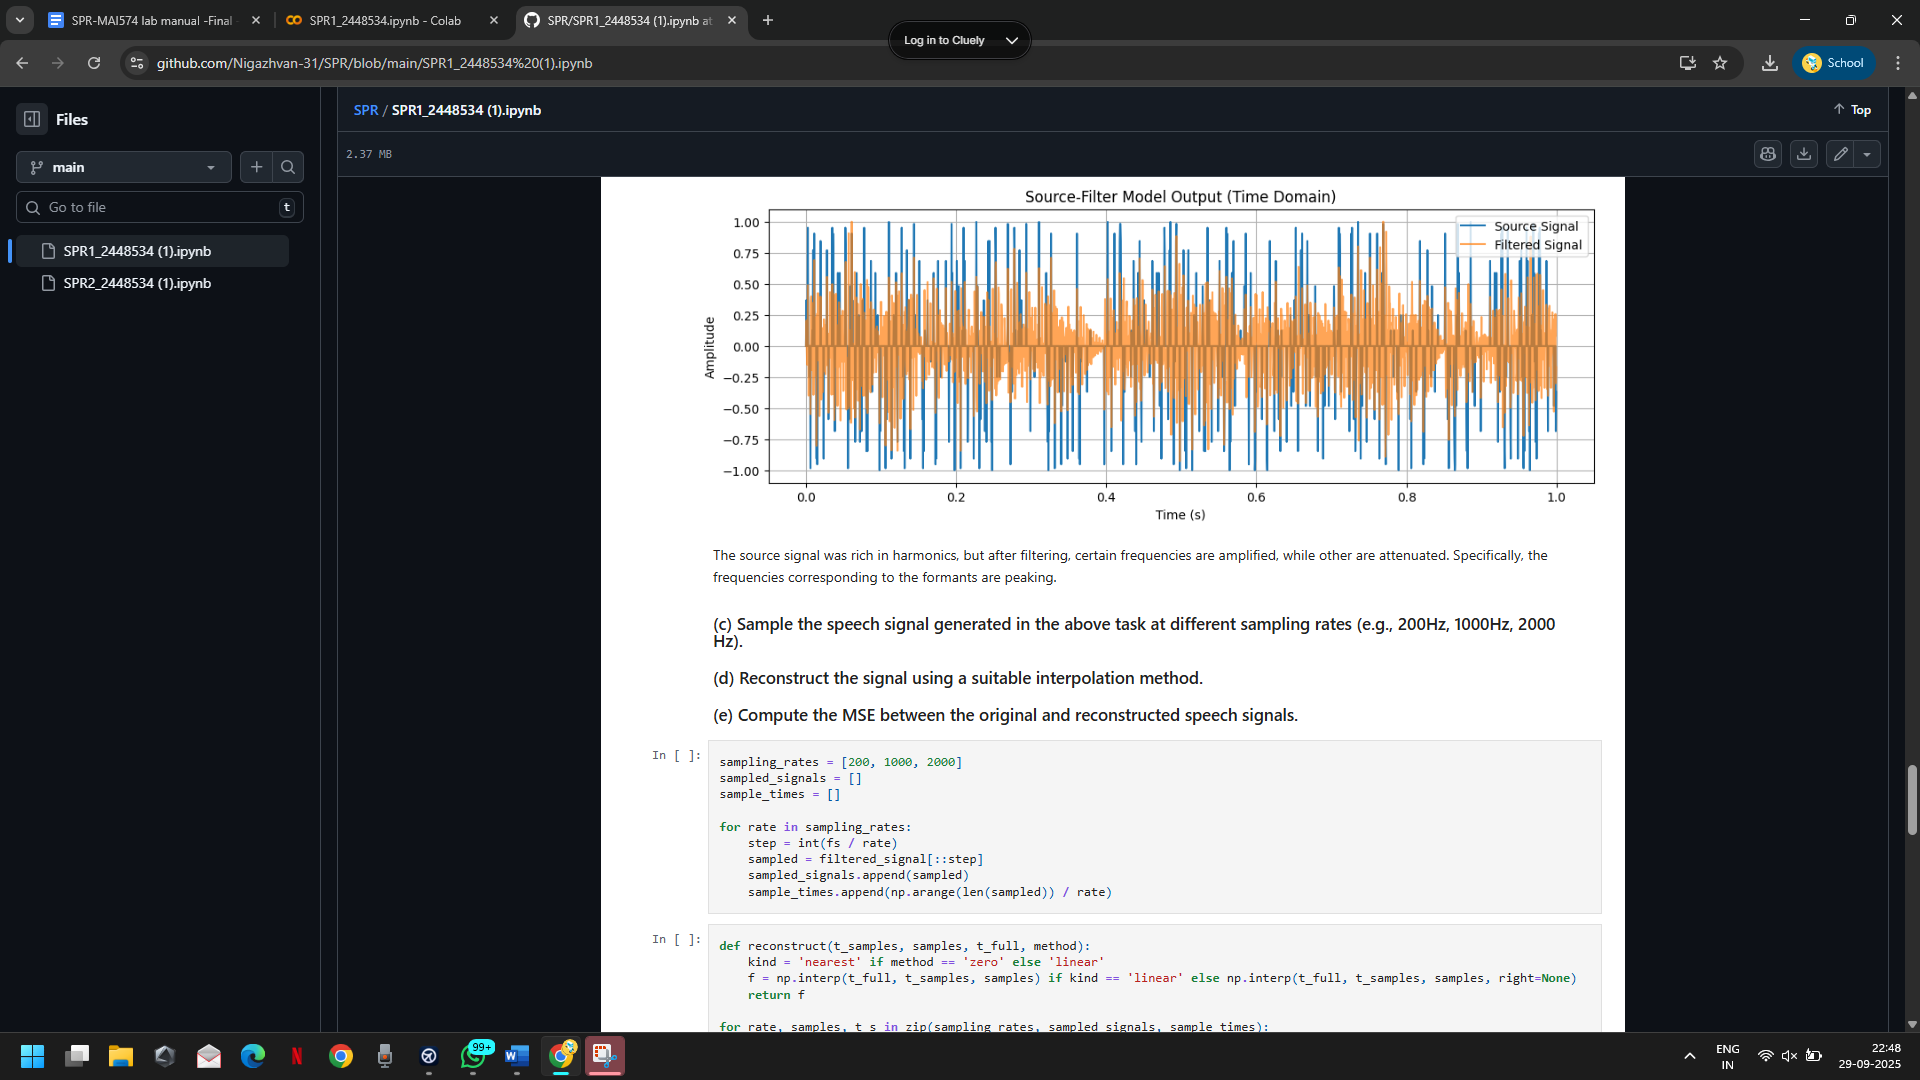 SPR-MAI574 lab manual -Final
SPR1_2448534.ipynb - Colab
SPR/SPR1_2448534 (1).ipynb at
Log in to Cluely
github.com/Nigazhvan-31/SPR/blob/main/SPR1_2448534%20(1).ipynb
School
Files
SPR / SPR1_2448534 (1).ipynb
Top
main
2.37 MB
Go to file
t
SPR1_2448534 (1).ipynb
SPR2_2448534 (1).ipynb
Source-Filter Model Output (Time Domain)
Source Signal
Filtered Signal
1.00
0.75
0.50
0.25
0.00
−0.25
−0.50
−0.75
−1.00
Amplitude
0.0 0.2 0.4 0.6 0.8 1.0
Time (s)
The source signal was rich in harmonics, but after filtering, certain frequencies are amplified, while other are attenuated. Specifically, the
frequencies corresponding to the formants are peaking.
(c) Sample the speech signal generated in the above task at different sampling rates (e.g., 200Hz, 1000Hz, 2000
Hz).
(d) Reconstruct the signal using a suitable interpolation method.
(e) Compute the MSE between the original and reconstructed speech signals.
In [ ]:
sampling_rates = [200, 1000, 2000]
sampled_signals = []
sample_times = []
for rate in sampling_rates:
    step = int(fs / rate)
    sampled = filtered_signal[::step]
    sampled_signals.append(sampled)
    sample_times.append(np.arange(len(sampled)) / rate)
In [ ]:
def reconstruct(t_samples, samples, t_full, method):
    kind = 'nearest' if method == 'zero' else 'linear'
    f = np.interp(t_full, t_samples, samples) if kind == 'linear' else np.interp(t_full, t_samples, samples, right=None)
    return f
for rate, samples, t_s in zip(sampling_rates, sampled_signals, sample_times):
99+
ENG
IN
22:48
29-09-2025